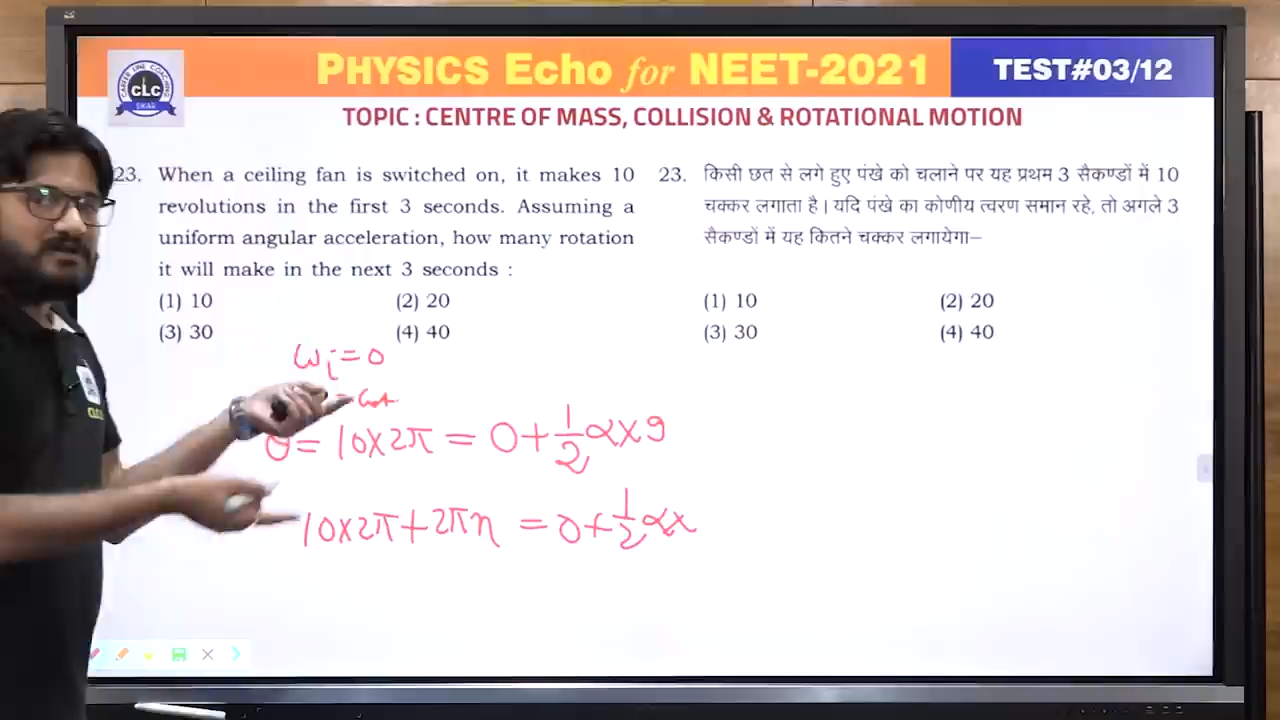 PHYSICS Echo for NEET-2021
TEST#03/12
CLC
SIKAR
TOPIC : CENTRE OF MASS, COLLISION & ROTATIONAL MOTION
23. When a ceiling fan is switched on, it makes 10
revolutions in the first 3 seconds. Assuming a
uniform angular acceleration, how many rotation
it will make in the next 3 seconds :
(1) 10 (2) 20
(3) 30 (4) 40
23. किसी छत से लगे हुए पंखे को चलाने पर यह प्रथम 3 सैकण्डों में 10
चक्कर लगाता है। यदि पंखे का कोणीय त्वरण समान रहे, तो अगले 3
सैकण्डों में यह कितने चक्कर लगायेगा–
(1) 10 (2) 20
(3) 30 (4) 40
ωi = 0
θ = 10×2π = 0 + 1/2 α×9
10×2π + 2πn = 0 + 1/2 α×